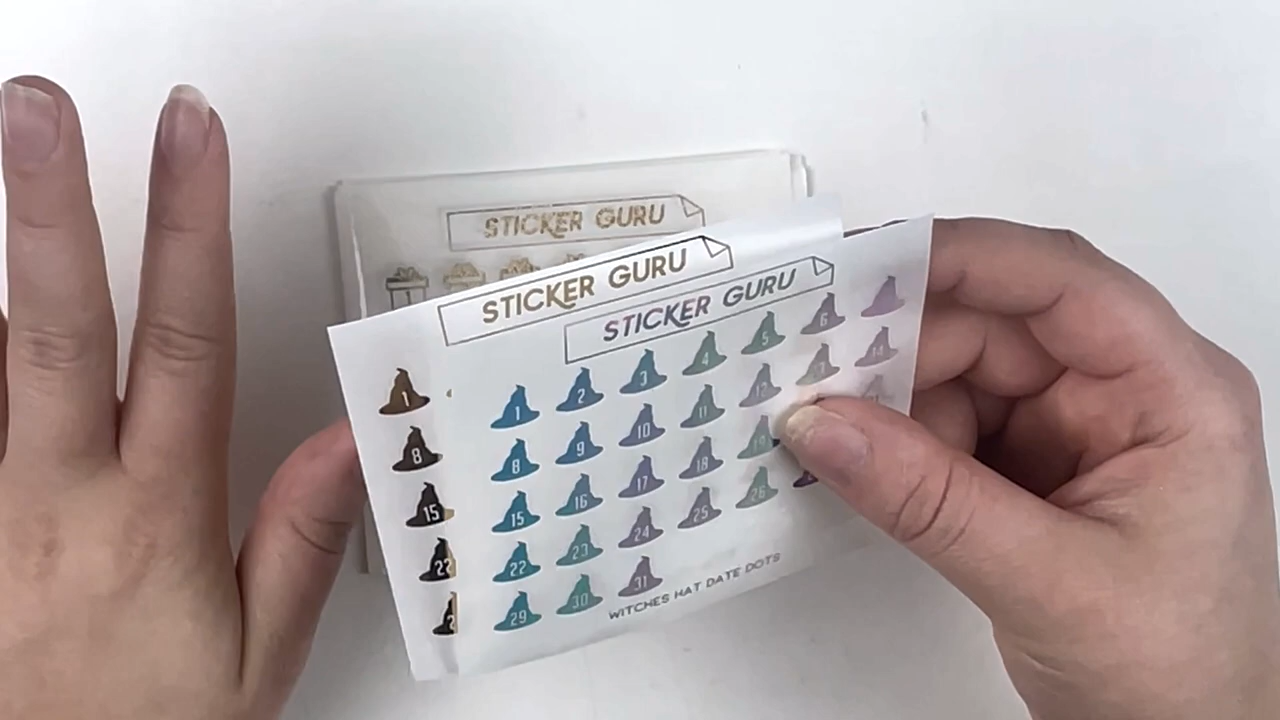 STICKER GURU
STICKER GURU
STICKER GURU
1 2 3 4 5 6
8 9 10 11 12 14
15 16 17 18 19 21
22 23 24 25 26
29 30 31
WITCHES HAT DATE DOTS
1
8
15
22